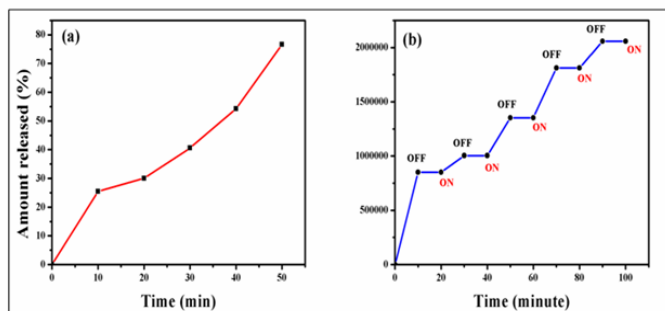 (a)
Amount released (%)
80
70
60
50
40
30
20
10
0
0 10 20 30 40 50
Time (min)
(b)
2000000
1500000
1000000
500000
0
OFF
ON
OFF
ON
OFF
ON
OFF
ON
OFF
ON
0 20 40 60 80 100
Time (minute)